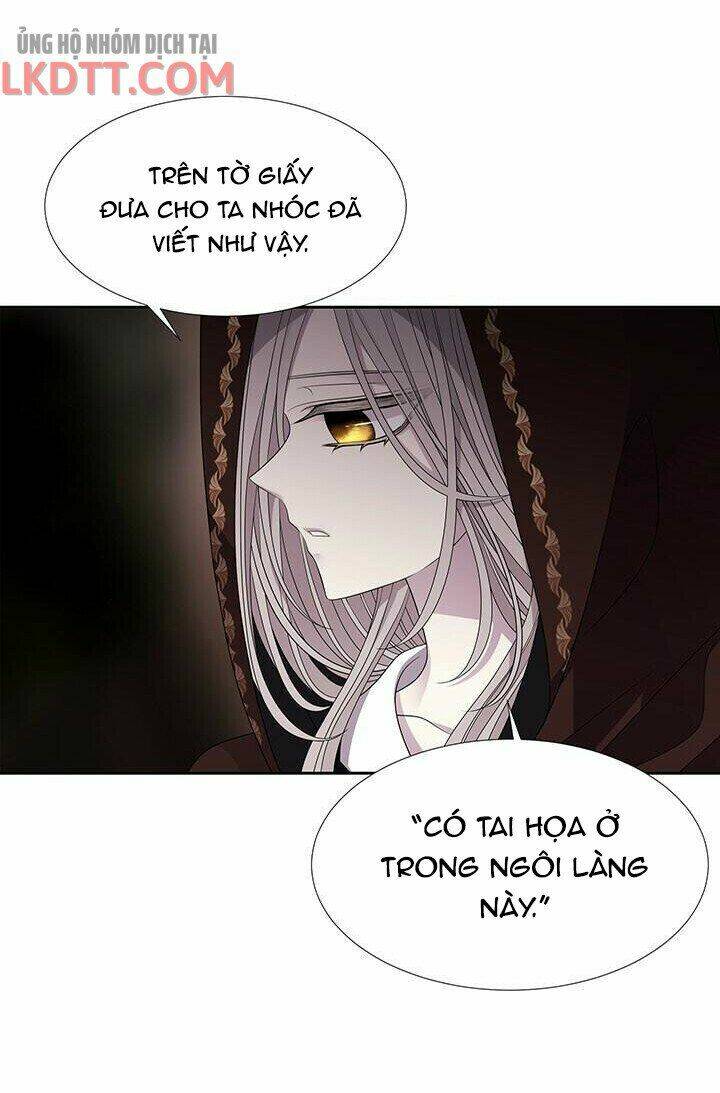 ỦNG HỘ NHÓM DỊCH TẠI
LKDTT.COM
TRÊN TỜ GIẤY
ĐƯA CHO TA NHÓC ĐÃ
VIẾT NHƯ VẬY.
"CÓ TAI HỌA Ở
TRONG NGÔI LÀNG
NÀY."